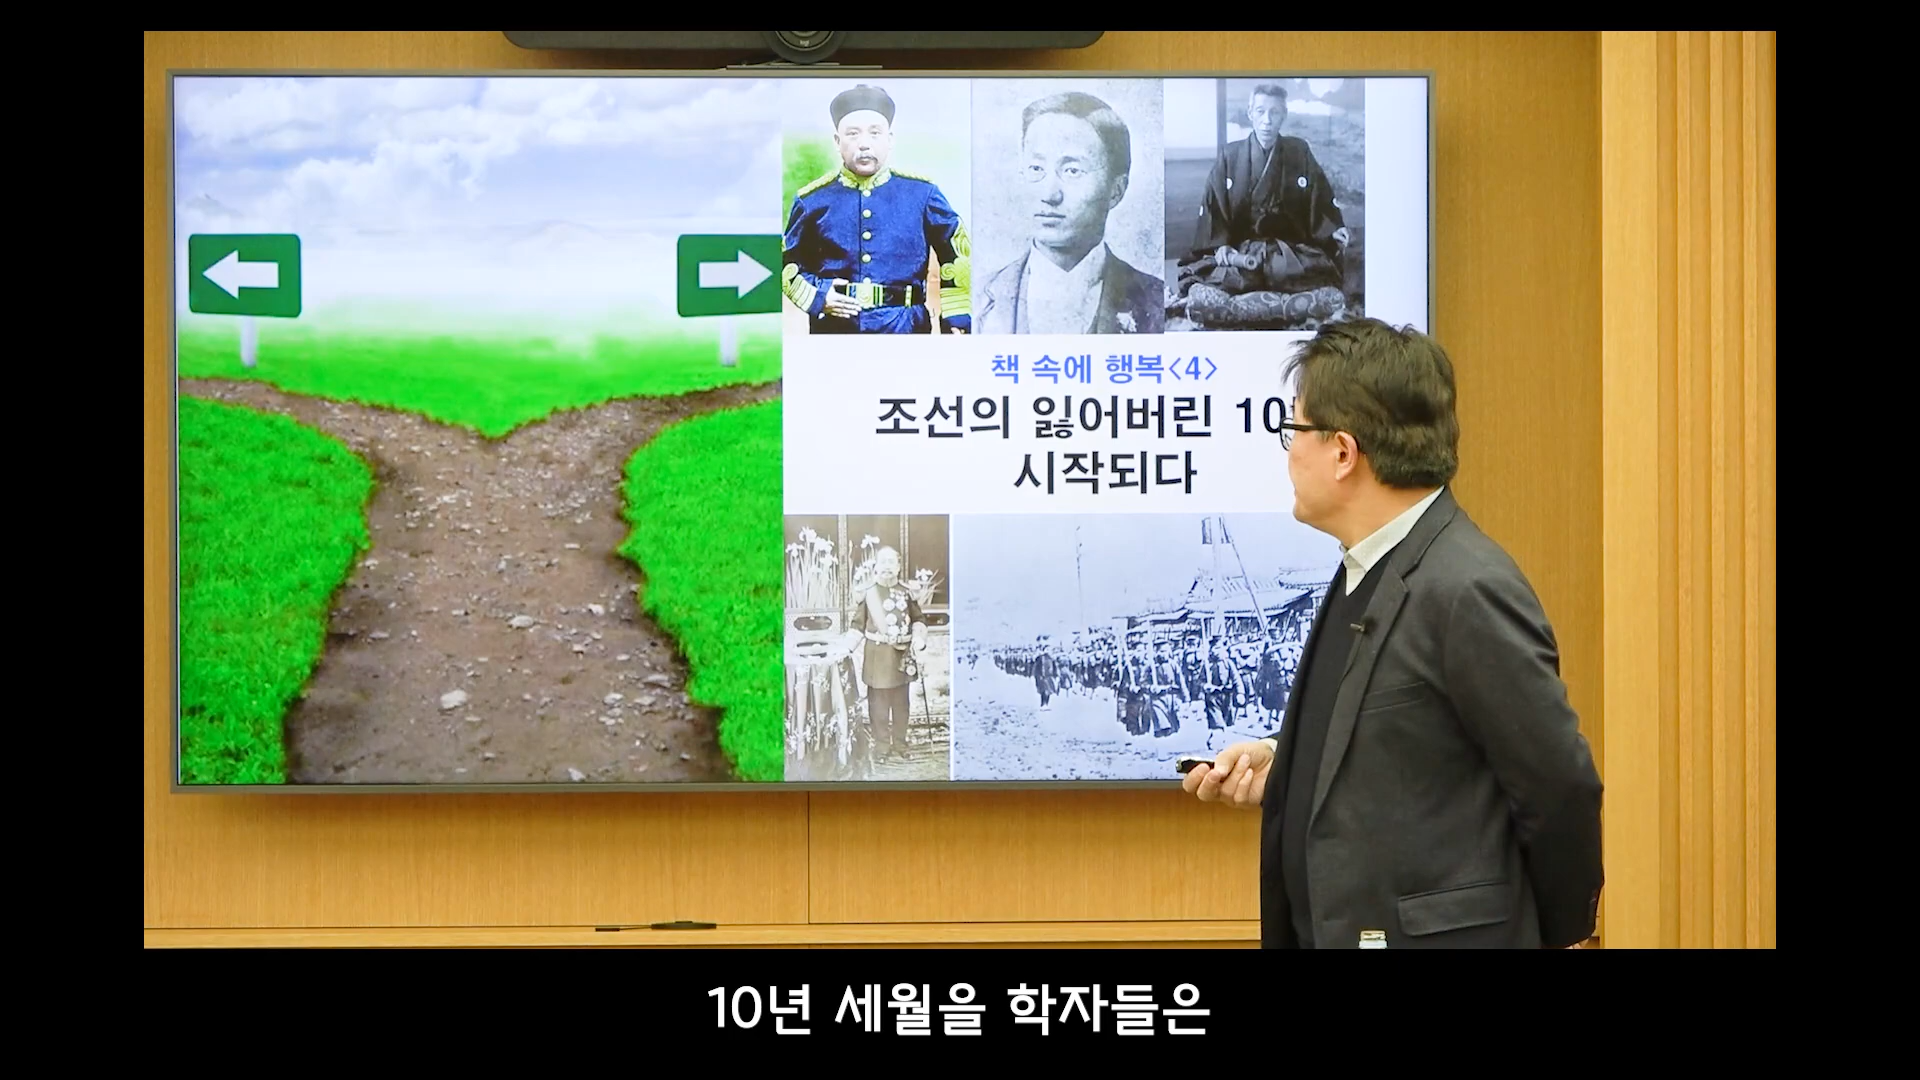 책 속에 행복<4>
조선의 잃어버린 10
시작되다
10년 세월을 학자들은